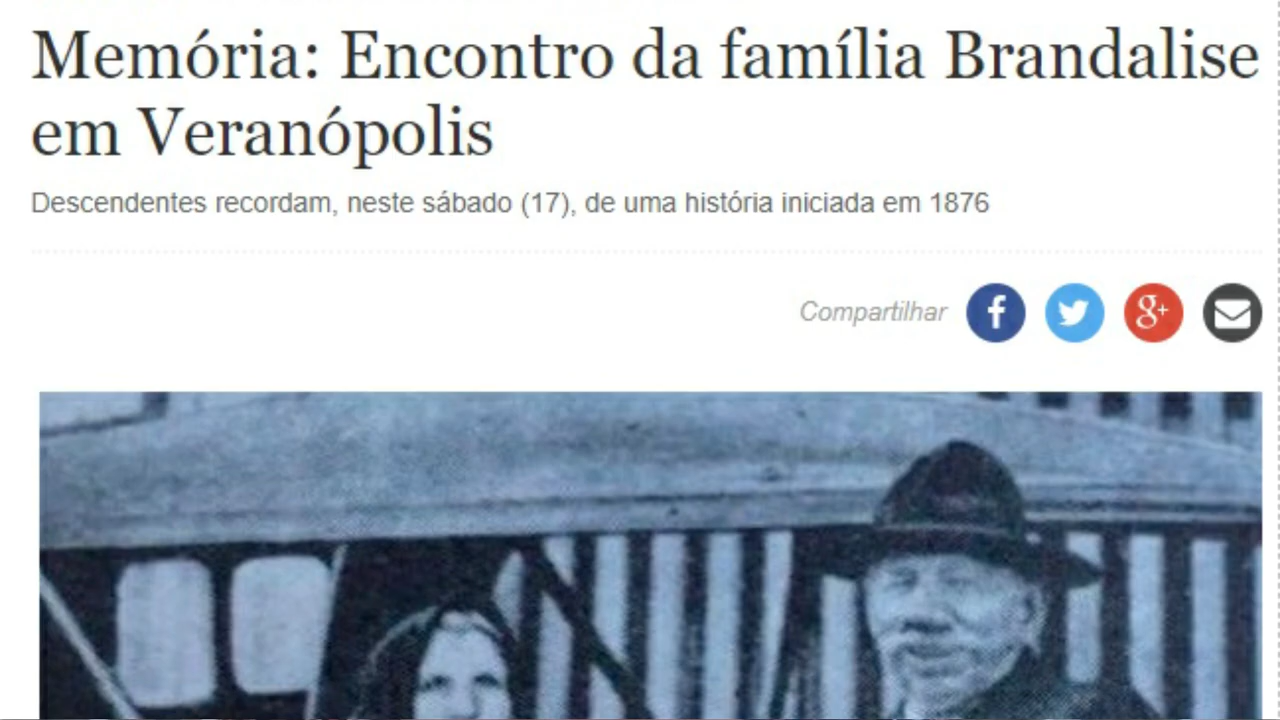 Memória: Encontro da família Brandalise
em Veranópolis
Descendentes recordam, neste sábado (17), de uma história iniciada em 1876
Compartilhar
f
g+